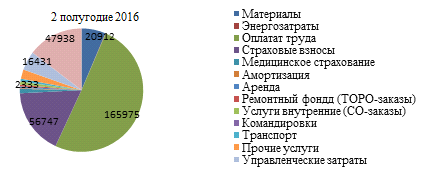 2 полугодие 2016
47938
20912
16431
2333
56747
165975
Материалы
Энергозатраты
Оплатат труда
Страховые взносы
Медицинское страхование
Амортизация
Аренда
Ремонтный фондд (ТОРО-заказы)
Услуги внутренние (СО-заказы)
Командировки
Транспорт
Прочие услуги
Управленческие затраты